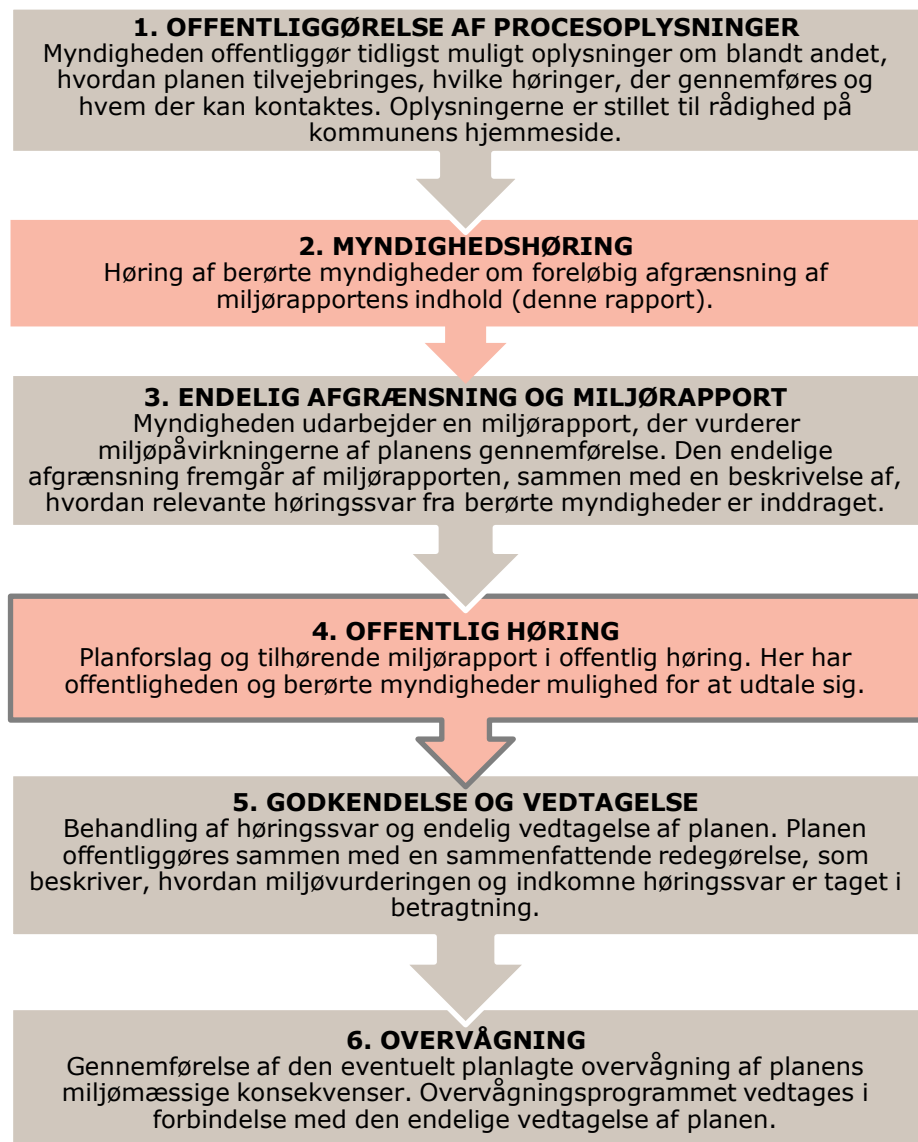 1. OFFENTLIGGØRELSE AF PROCESOPLYSNINGER
Myndigheden offentliggør tidligst muligt oplysninger om blandt andet,
hvordan planen tilvejebringes, hvilke høringer, der gennemføres og
hvem der kan kontaktes. Oplysningerne er stillet til rådighed på
kommunens hjemmeside.
2. MYNDIGHEDSHØRING
Høring af berørte myndigheder om foreløbig afgrænsning af
miljørapportens indhold (denne rapport).
3. ENDELIG AFGRÆNSNING OG MILJØRAPPORT
Myndigheden udarbejder en miljørapport, der vurderer
miljøpåvirkningerne af planens gennemførelse. Den endelige
afgrænsning fremgår af miljørapporten, sammen med en beskrivelse af,
hvordan relevante høringssvar fra berørte myndigheder er inddraget.
4. OFFENTLIG HØRING
Planforslag og tilhørende miljørapport i offentlig høring. Her har
offentligheden og berørte myndigheder mulighed for at udtale sig.
5. GODKENDELSE OG VEDTAGELSE
Behandling af høringssvar og endelig vedtagelse af planen. Planen
offentliggøres sammen med en sammenfattende redegørelse, som
beskriver, hvordan miljøvurderingen og indkomne høringssvar er taget i
betragtning.
6. OVERVÅGNING
Gennemførelse af den eventuelt planlagte overvågning af planens
miljømæssige konsekvenser. Overvågningsprogrammet vedtages i
forbindelse med den endelige vedtagelse af planen.